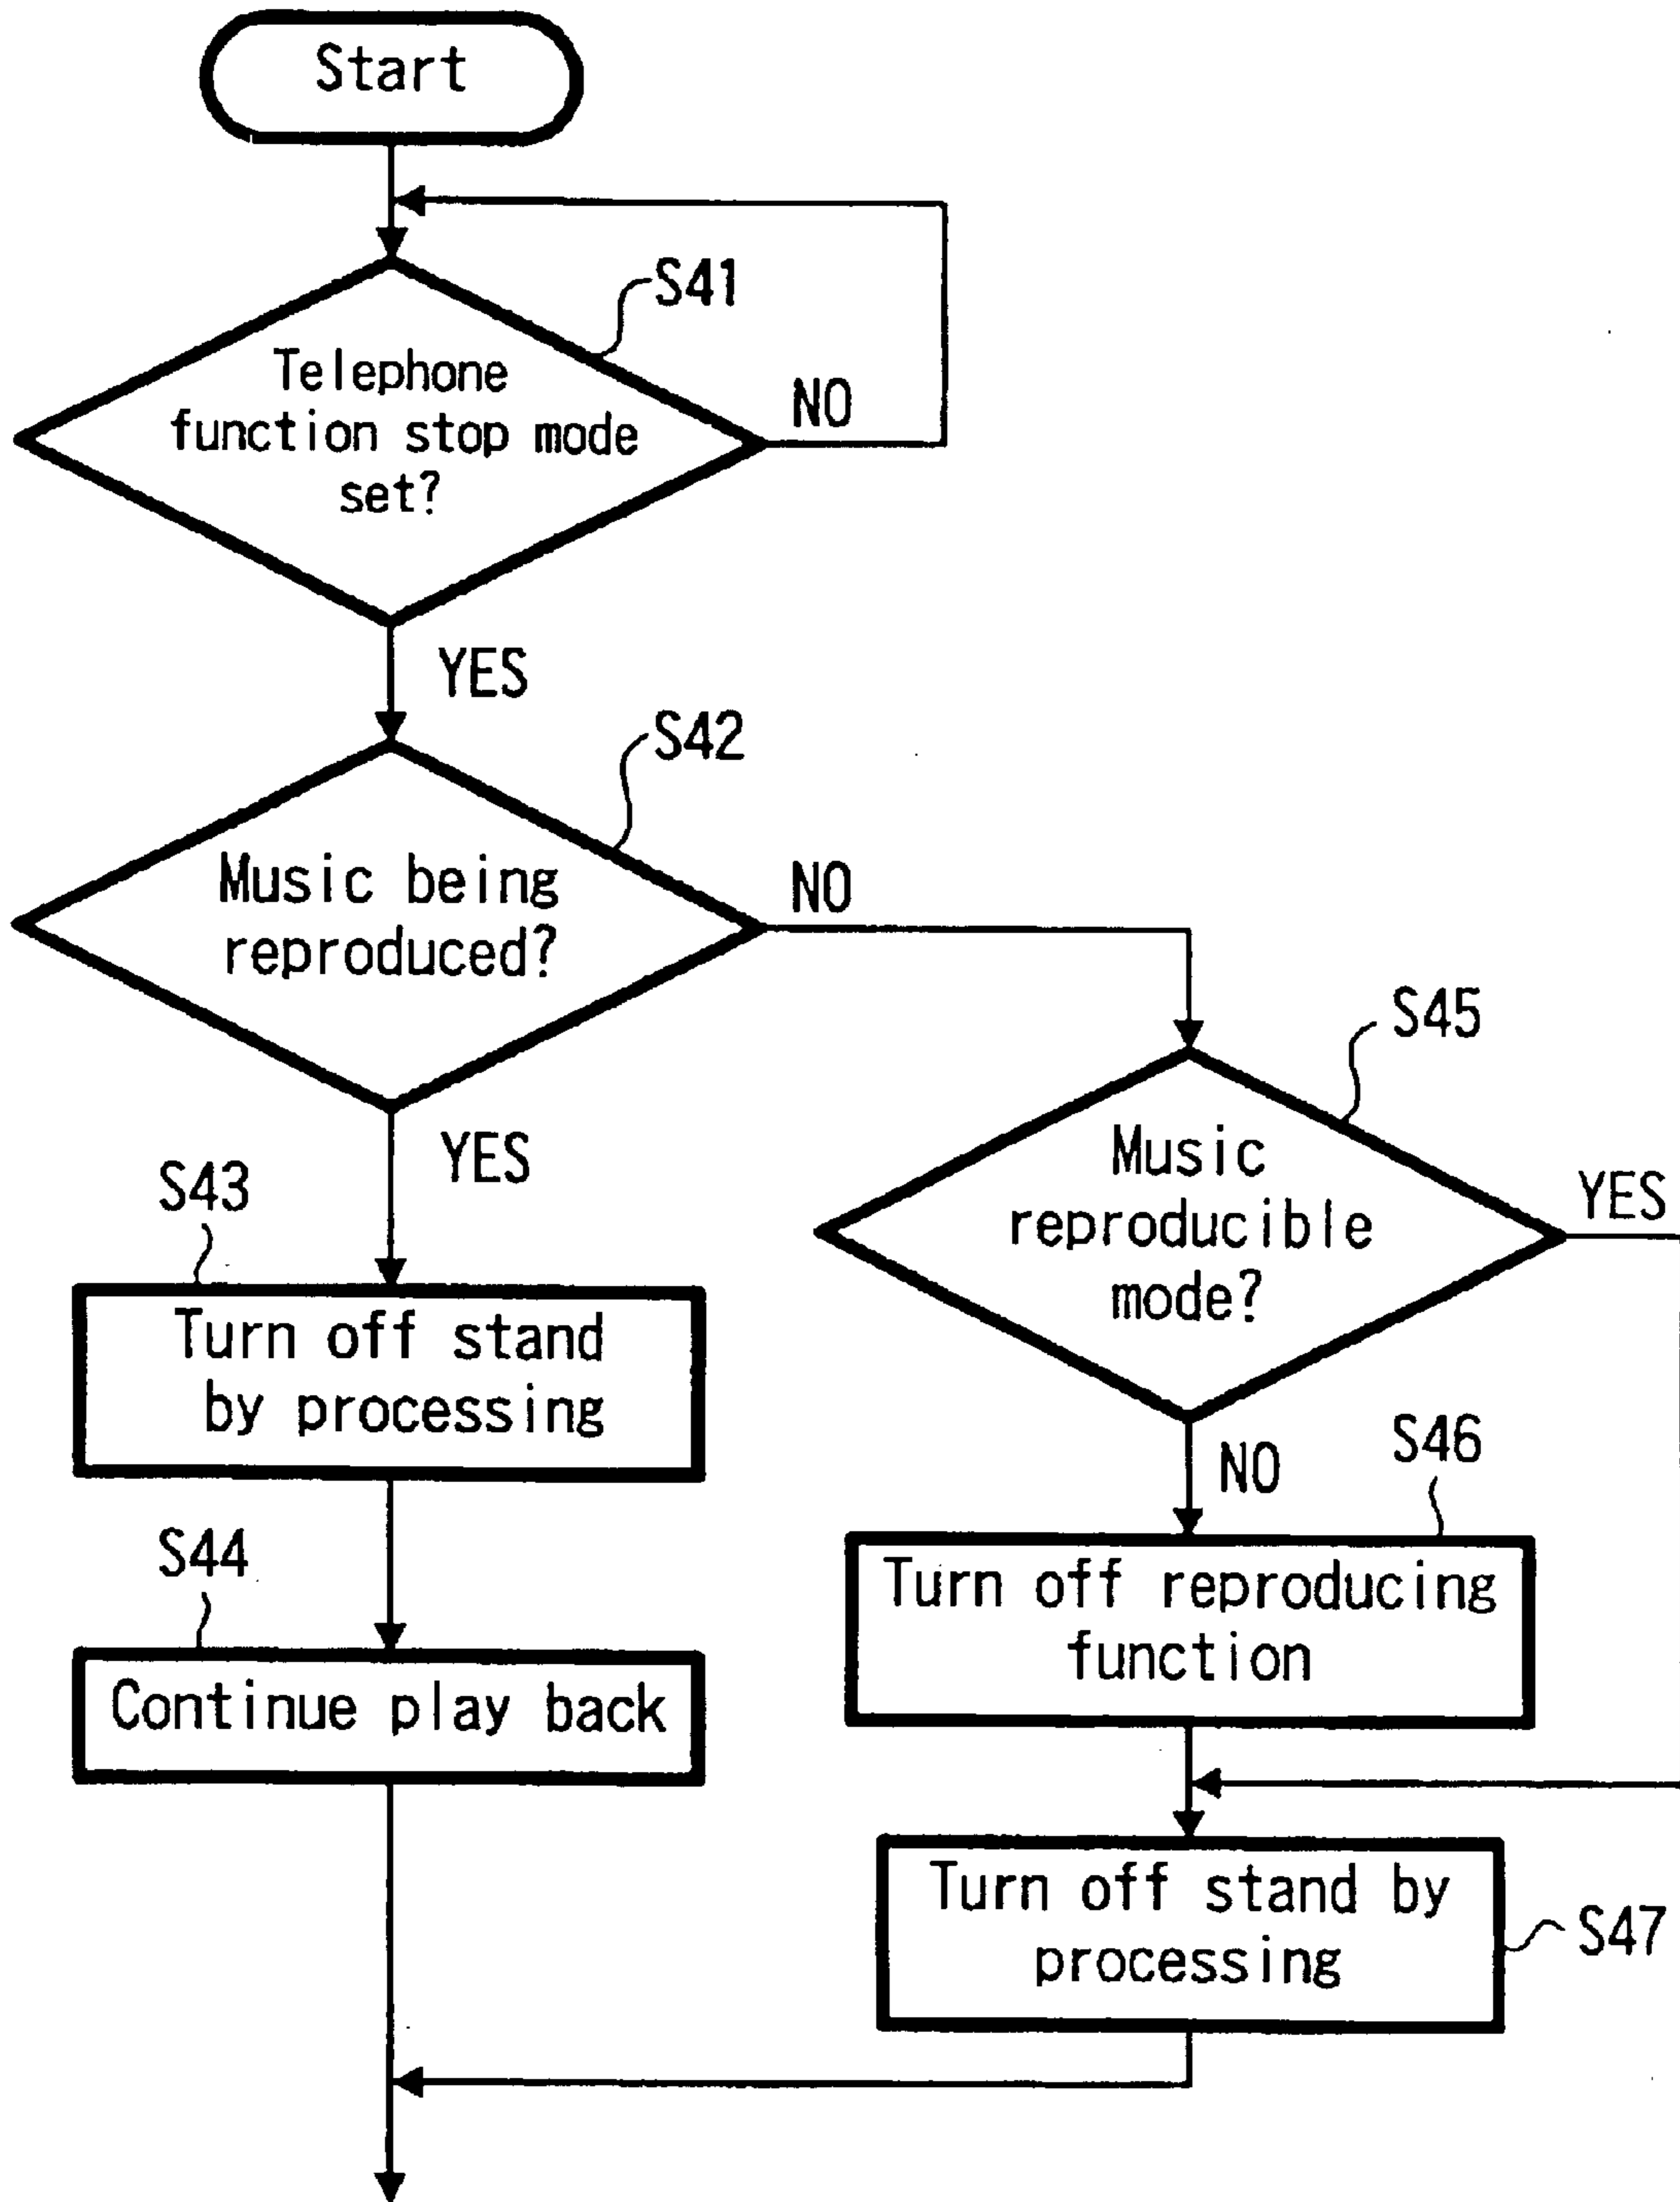 Start
S41
Telephone
function stop mode
set?
NO
YES
S42
Music being
reproduced?
NO
YES
S45
Music
reproducible
mode?
YES
NO
S43
Turn off stand
by processing
S44
Continue play back
S46
Turn off reproducing
function
Turn off stand by
processing
S47